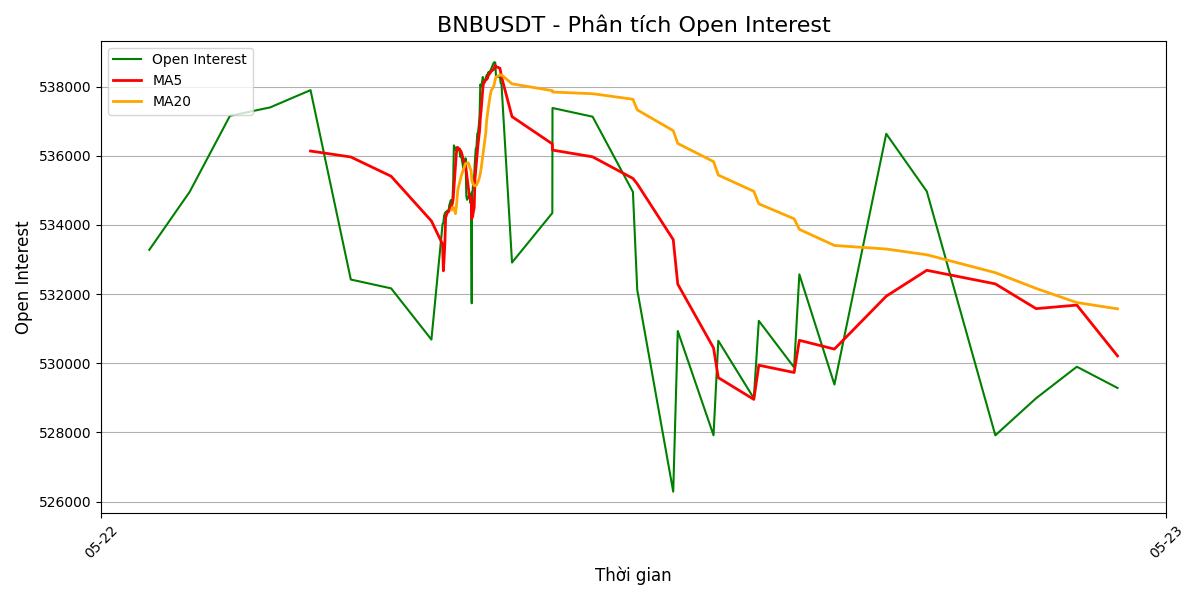 BNBUSDT - Phân tích Open Interest
Open Interest
MA5
MA20
538000
536000
534000
532000
530000
528000
526000
Open Interest
05-22
05-23
Thời gian